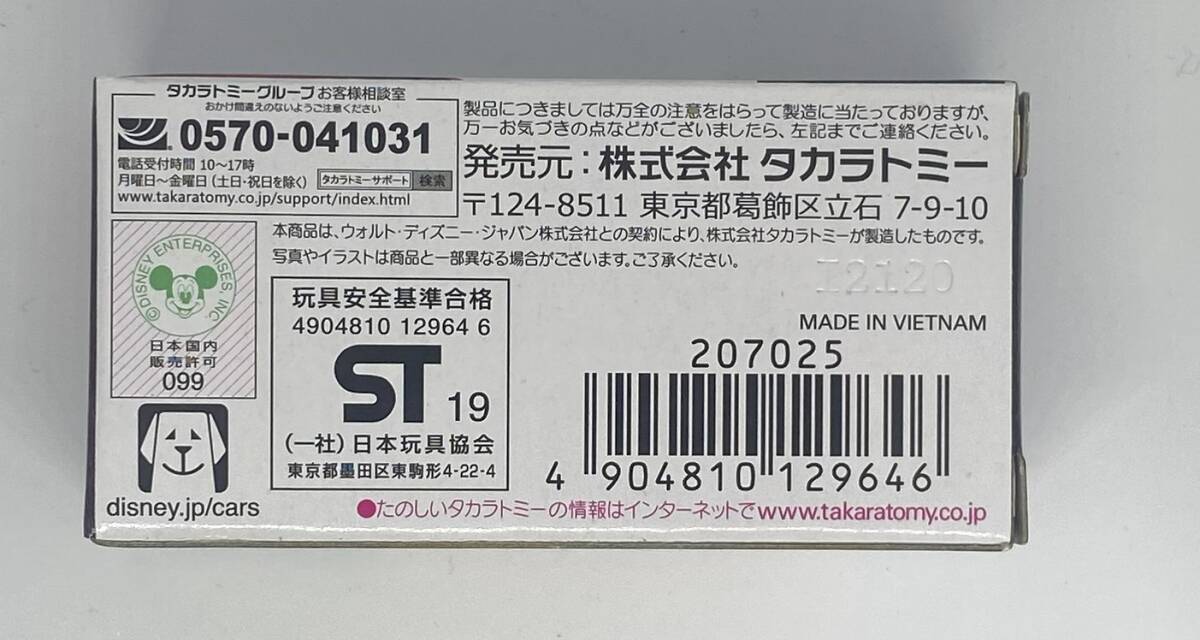 タカラトミーグループ お客様相談室
おかけ間違えのないようご注意ください
0570-041031
電話受付時間 10〜17時
月曜日〜金曜日（土日・祝日を除く） タカラトミーサポート 検索
www.takaratomy.co.jp/support/index.html
製品につきましては万全の注意をはらって製造に当たっておりますが、
万一お気づきの点などがございましたら、左記までご連絡ください。
発売元：株式会社 タカラトミー
〒124-8511 東京都葛飾区立石 7-9-10
本商品は、ウォルト・ディズニー・ジャパン株式会社との契約により、株式会社タカラトミーが製造したものです。
写真やイラストは商品と一部異なる場合がございます。ご了承ください。
©DISNEY ENTERPRISES INC
日本国内
販売許可
099
disney.jp/cars
玩具安全基準合格
4904810 12964 6
ST 19
（一社）日本玩具協会
東京都墨田区東駒形4-22-4
I2120
MADE IN VIETNAM
207025
4 904810 129646
●たのしいタカラトミーの情報はインターネットで www.takaratomy.co.jp